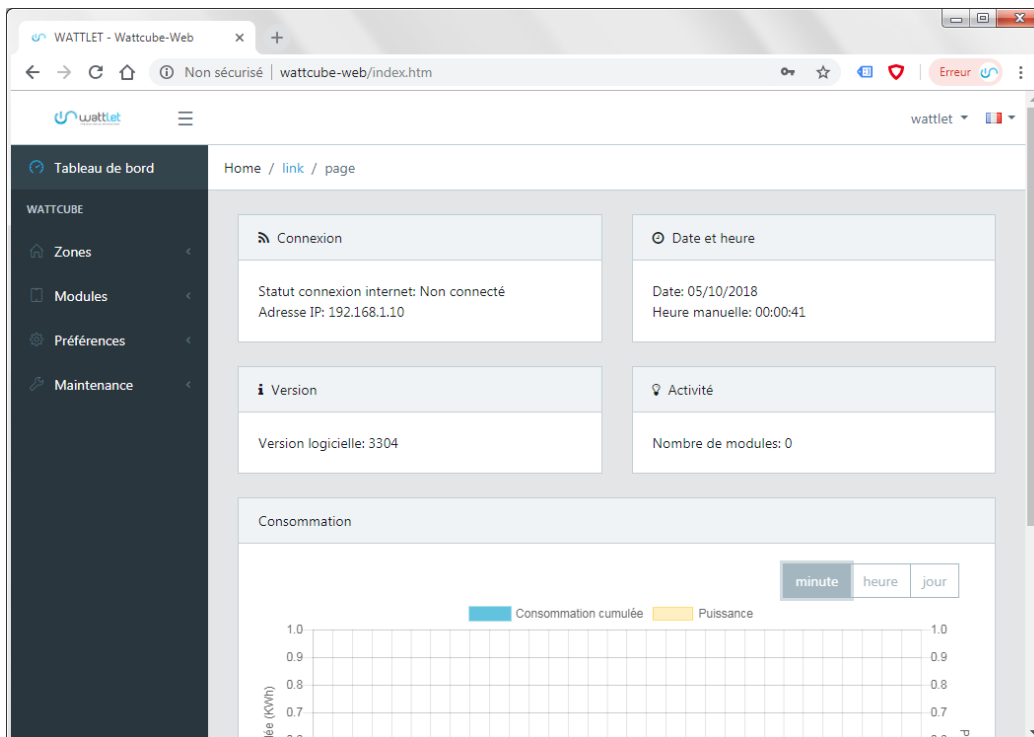 WATTLET - Wattcube-Web
Non sécurisé | wattcube-web/index.htm
Erreur
wattlet
wattlet
Tableau de bord
Home / link / page
WATTCUBE
Zones
Modules
Préférences
Maintenance
Connexion
Statut connexion internet: Non connecté
Adresse IP: 192.168.1.10
Date et heure
Date: 05/10/2018
Heure manuelle: 00:00:41
Version
Version logicielle: 3304
Activité
Nombre de modules: 0
Consommation
minute heure jour
Consommation cumulée Puissance
1.0 1.0
0.9 0.9
0.8 0.8
0.7 0.7
lée (KWh)